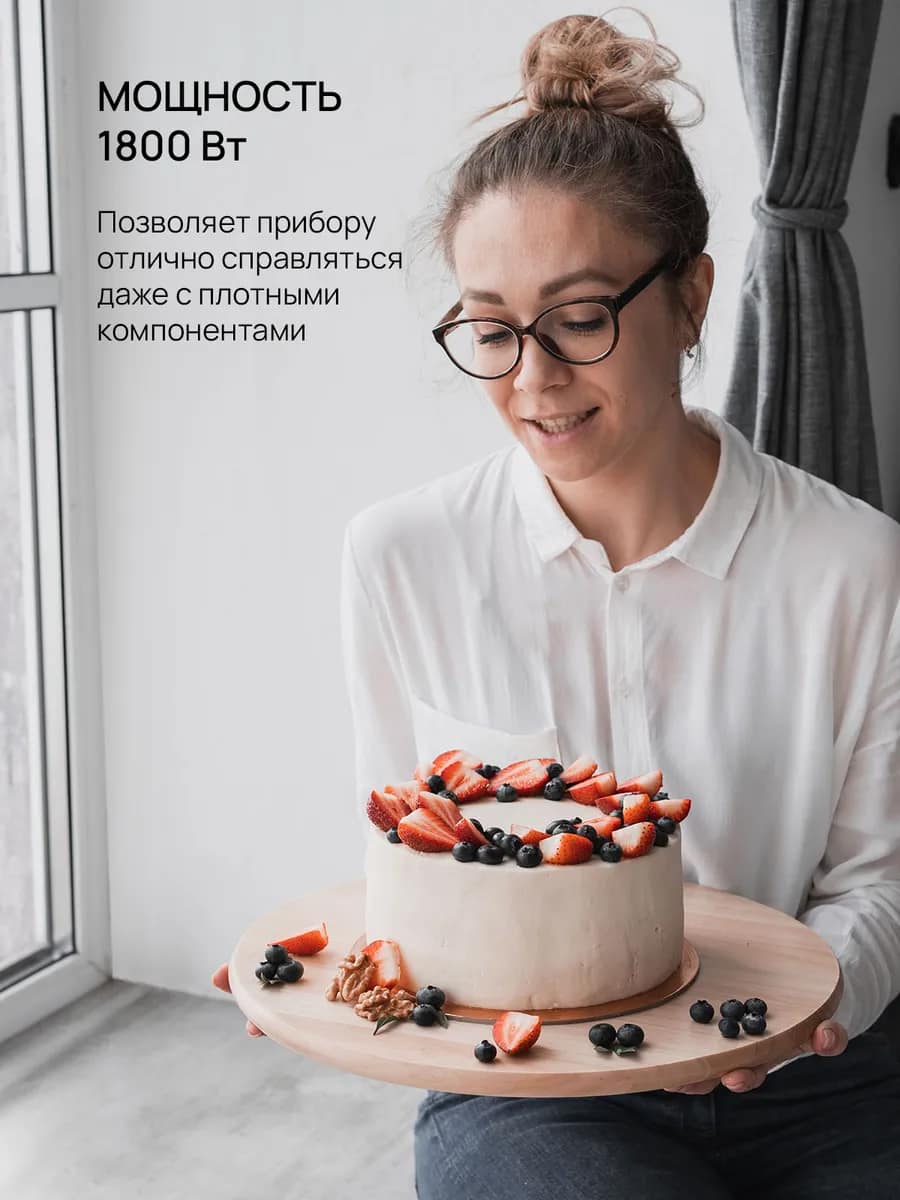 МОЩНОСТЬ
1800 Вт
Позволяет прибору
отлично справляться
даже с плотными
компонентами